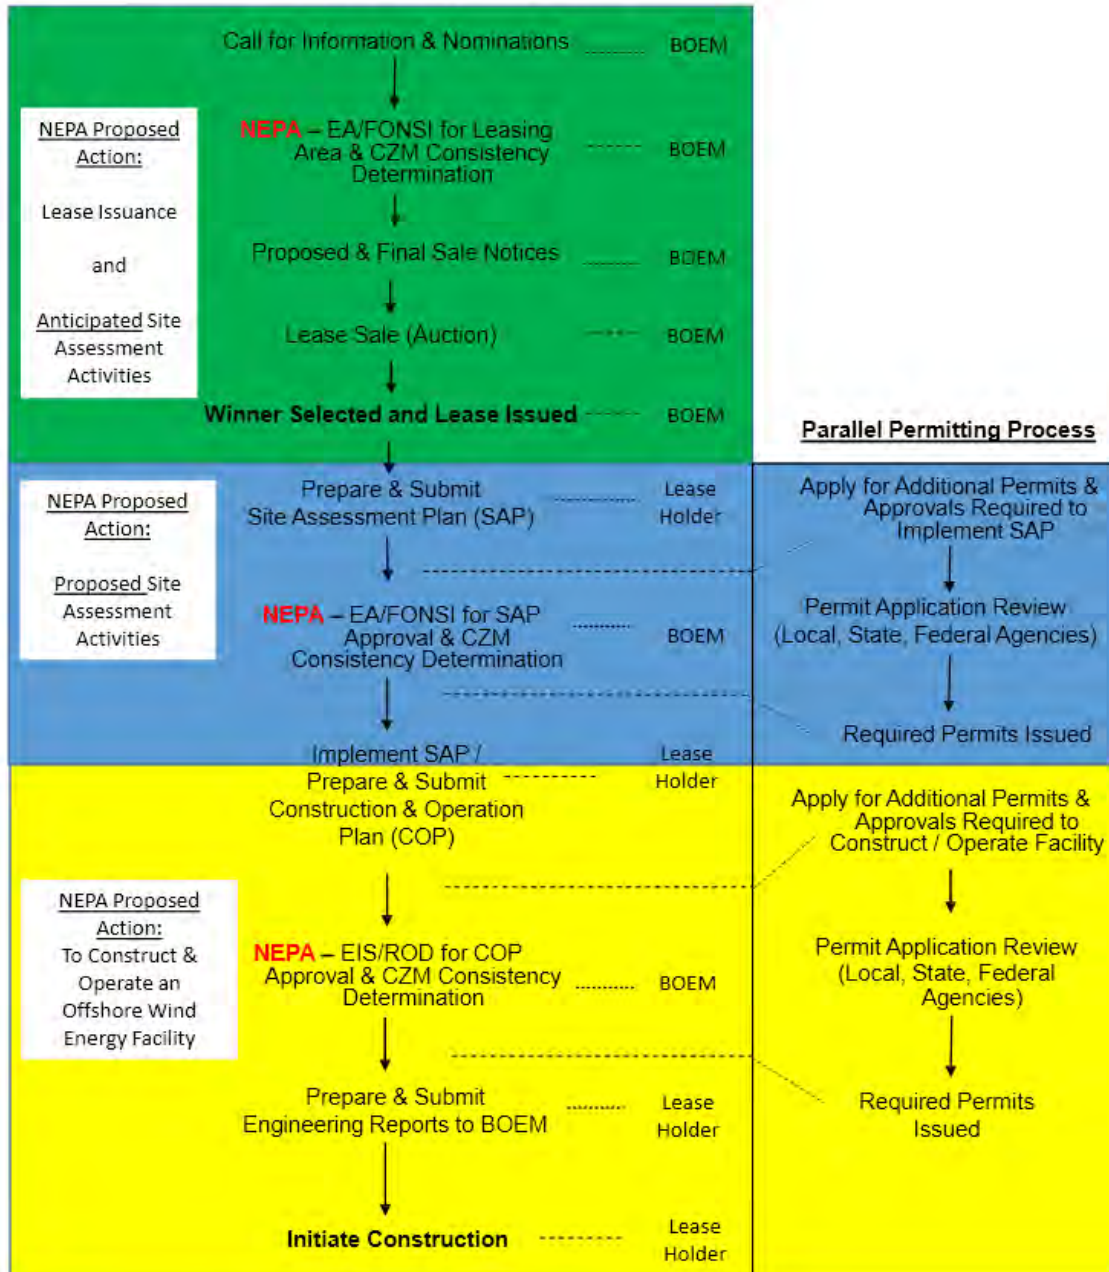 Call for Information & Nominations
BOEM
NEPA Proposed
Action:
Lease Issuance
and
Anticipated Site
Assessment
Activities
NEPA – EA/FONSI for Leasing
Area & CZM Consistency
Determination
BOEM
Proposed & Final Sale Notices
BOEM
Lease Sale (Auction)
BOEM
Winner Selected and Lease Issued
BOEM
Parallel Permitting Process
NEPA Proposed
Action:
Proposed Site
Assessment
Activities
Prepare & Submit
Site Assessment Plan (SAP)
Lease
Holder
Apply for Additional Permits &
Approvals Required to
Implement SAP
NEPA – EA/FONSI for SAP
Approval & CZM
Consistency Determination
BOEM
Permit Application Review
(Local, State, Federal Agencies)
Required Permits Issued
Implement SAP /
Prepare & Submit
Construction & Operation
Plan (COP)
Lease
Holder
Apply for Additional Permits &
Approvals Required to
Construct / Operate Facility
NEPA Proposed
Action:
To Construct &
Operate an
Offshore Wind
Energy Facility
NEPA – EIS/ROD for COP
Approval & CZM Consistency
Determination
BOEM
Permit Application Review
(Local, State, Federal
Agencies)
Prepare & Submit
Engineering Reports to BOEM
Lease
Holder
Required Permits
Issued
Initiate Construction
Lease
Holder